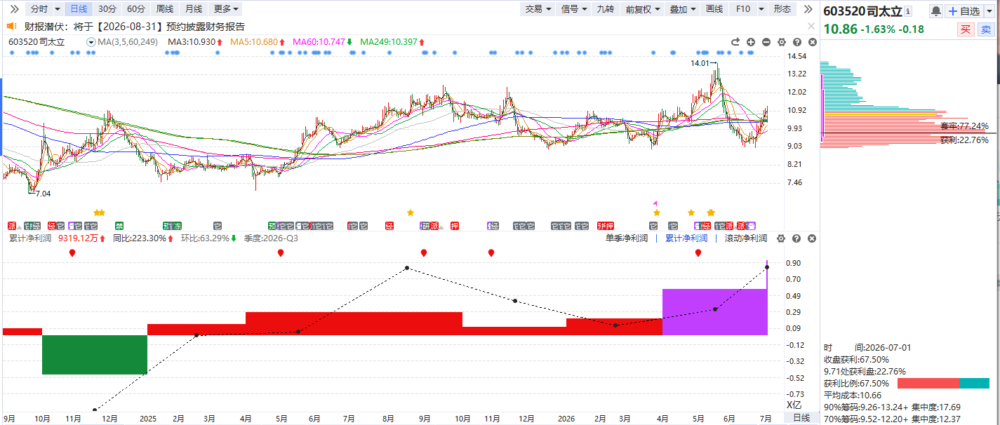 分时 日线 30分 60分 周线 月线 更多 交易 信号 九转 前复权 叠加 画线 F10 形态
603520 司太立
自选
10.86 -1.63% -0.18
买 卖
财报潜伏：将于【2026-08-31】预约披露财务报告
603520 司太立 MA(3,5,60,249) MA3:10.930 MA5:10.680 MA60:10.747 MA249:10.397
14.54
14.01
13.22
12.02
10.92
9.93
9.03
8.21
7.46
7.04
套牢:77.24%
获利:22.76%
累计净利润 9319.12万 同比:223.30% 环比:63.29% 季度:2026-Q3 单季净利润 | 累计净利润 | 滚动净利润
0.90
0.70
0.49
0.29
0.09
-0.12
-0.32
-0.52
-0.73
X亿
9月 10月 11月 12月 2025 2月 3月 4月 5月 6月 7月 8月 9月 10月 11月 12月 2026 2月 3月 4月 5月 6月 7月 日线
时 间:2026-07-01
收盘获利:67.50%
9.71处获利盘:22.76%
获利比例:67.50%
平均成本:10.66
90%筹码:9.26-13.24+ 集中度:17.69
70%筹码:9.52-12.20+ 集中度:12.37